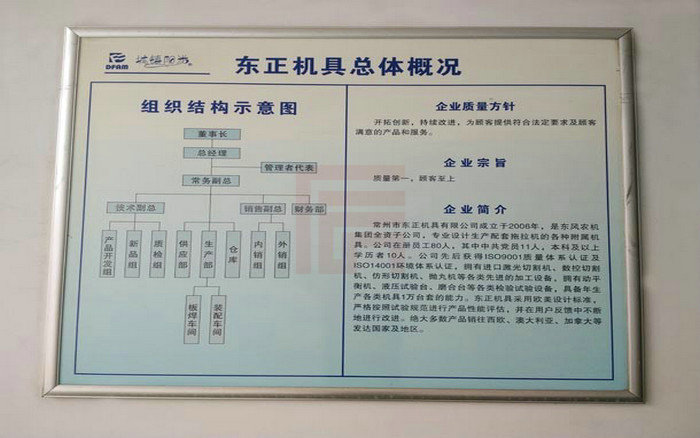 DFAM
东正机具总体概况
组织结构示意图
董事长
总经理
管理者代表
常务副总
技术副总
销售副总
财务部
产品开发组
新品组
质检组
供应部
生产部
仓库
内销组
外销组
板焊车间
装配车间
企业质量方针
开拓创新，持续改进，为顾客提供符合法定要求及顾客
满意的产品和服务。
企业宗旨
质量第一，顾客至上
企业简介
常州市东正机具有限公司成立于2006年，是东风农机
集团全资子公司，专业设计生产配套拖拉机的各种附属机
具。公司在册员工80人，其中中共党员11人，本科及以上
学历者10人。公司先后获得ISO9001质量体系认证及
ISO14001环境体系认证，拥有进口激光切割机、数控切割
机、仿形切割机、抛丸机等各类先进的加工设备，拥有动平
衡机、液压试验台、磨合台等各类检验试验设备，具备年生
产各类机具1万台套的能力。东正机具采用欧美设计标准，
严格按照试验规范进行产品性能评估，并在用户反馈中不断
地进行改进。绝大多数产品销往西欧、澳大利亚、加拿大等
发达国家及地区。